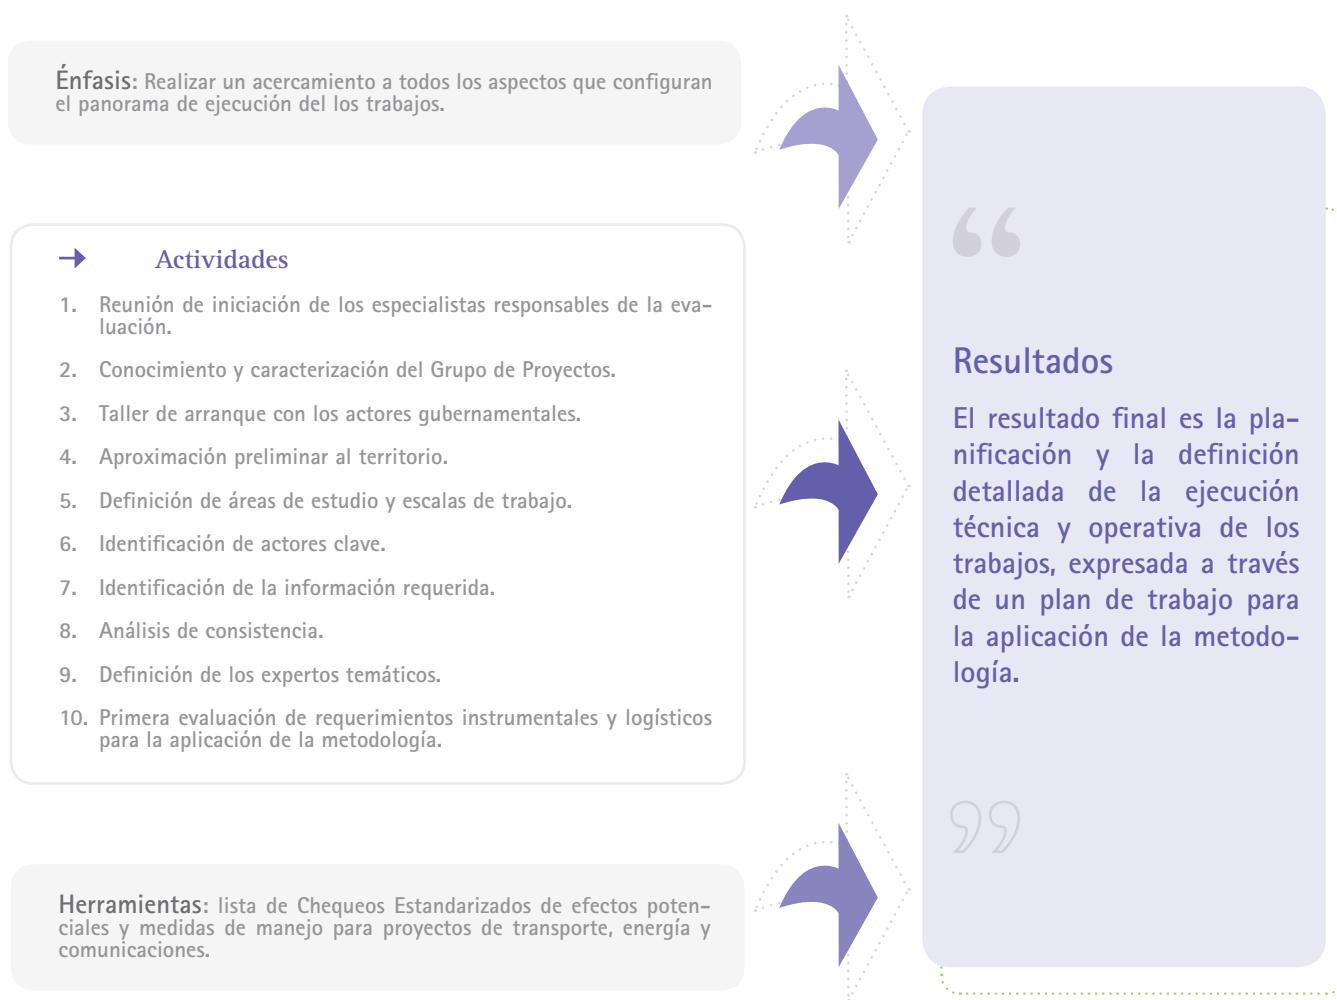 Énfasis: Realizar un acercamiento a todos los aspectos que configuran
el panorama de ejecución del los trabajos.
Actividades
1. Reunión de iniciación de los especialistas responsables de la eva-
luación.
2. Conocimiento y caracterización del Grupo de Proyectos.
3. Taller de arranque con los actores gubernamentales.
4. Aproximación preliminar al territorio.
5. Definición de áreas de estudio y escalas de trabajo.
6. Identificación de actores clave.
7. Identificación de la información requerida.
8. Análisis de consistencia.
9. Definición de los expertos temáticos.
10. Primera evaluación de requerimientos instrumentales y logísticos
para la aplicación de la metodología.
Herramientas: lista de Chequeos Estandarizados de efectos poten-
ciales y medidas de manejo para proyectos de transporte, energía y
comunicaciones.
“
Resultados
El resultado final es la pla-
nificación y la definición
detallada de la ejecución
técnica y operativa de los
trabajos, expresada a través
de un plan de trabajo para
la aplicación de la metodo-
logía.
”